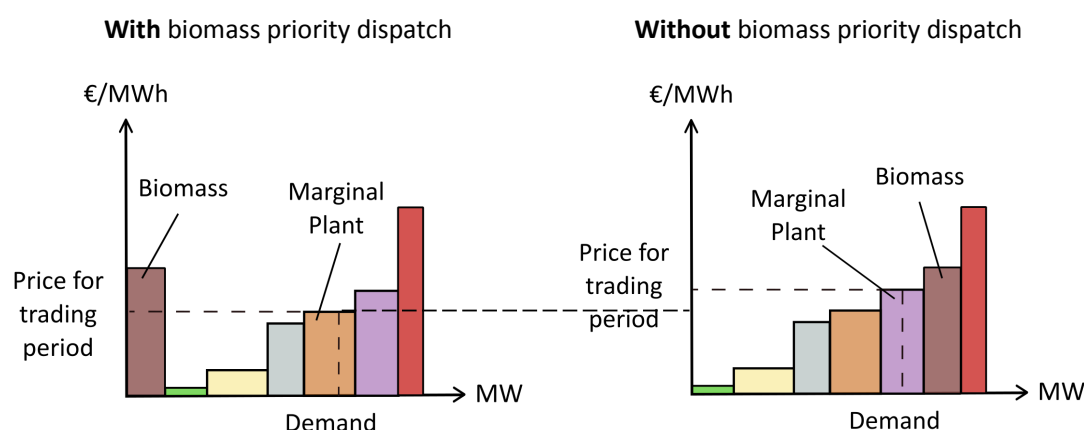 With biomass priority dispatch
€/MWh
Biomass
Marginal
Plant
Price for
trading
period
MW
Demand
Without biomass priority dispatch
€/MWh
Biomass
Marginal
Plant
Price for
trading
period
MW
Demand